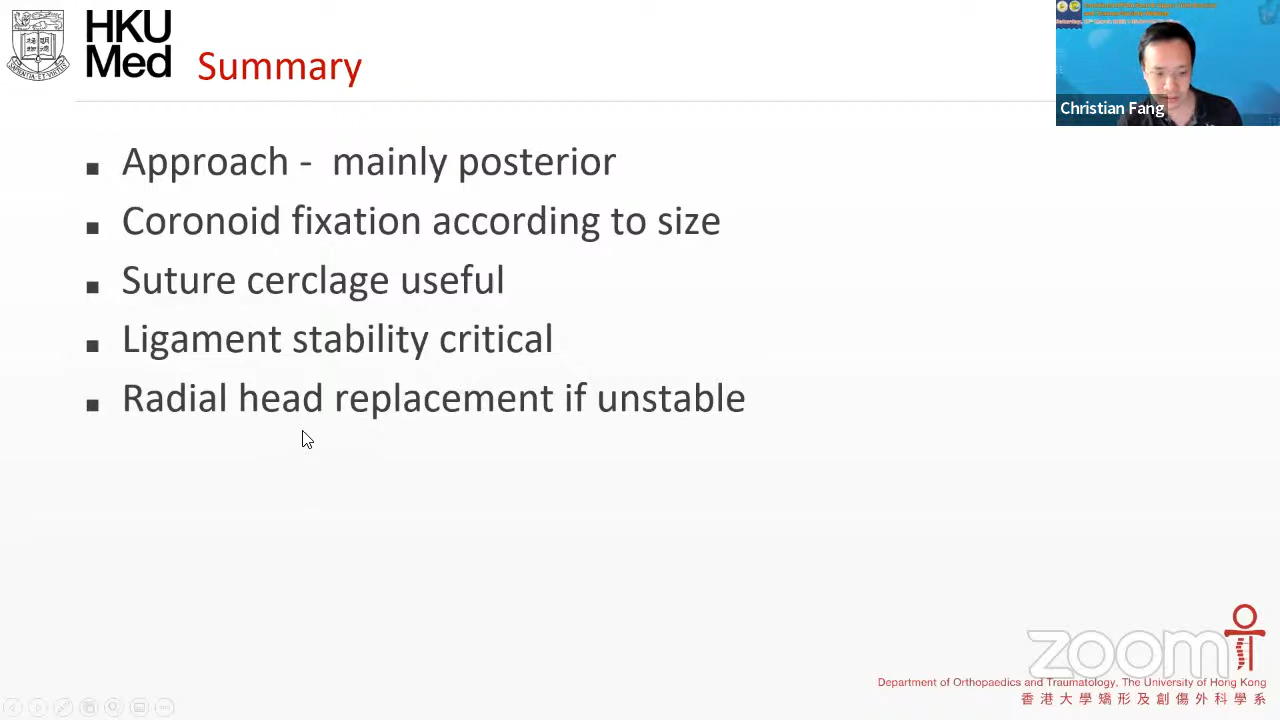 HKU
Med
Summary
Christian Fang
Approach - mainly posterior
Coronoid fixation according to size
Suture cerclage useful
Ligament stability critical
Radial head replacement if unstable
zoom
Department of Orthopaedics and Traumatology, The University of Hong Kong
香港大學矯形及創傷外科學系